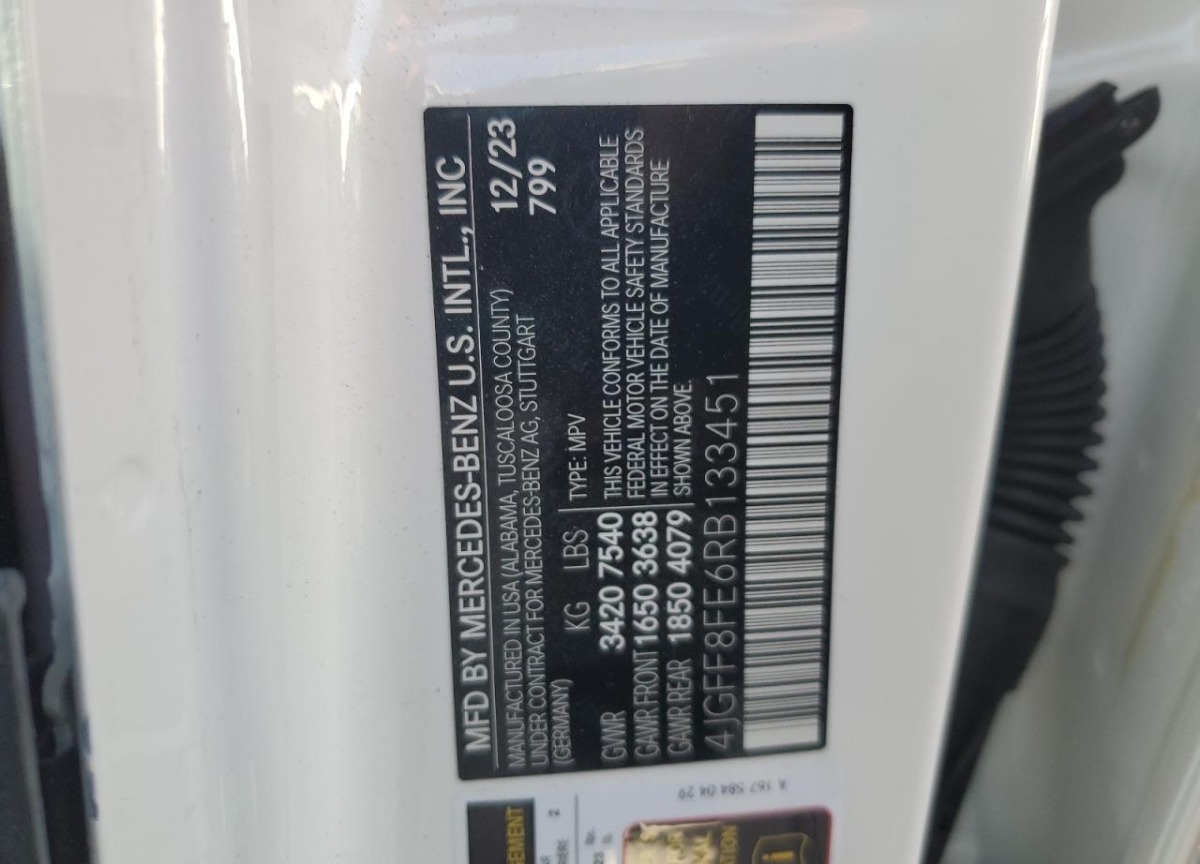 MFD BY MERCEDES-BENZ U.S. INTL., INC
MANUFACTURED IN USA (ALABAMA, TUSCALOOSA COUNTY) 12/23
UNDER CONTRACT FOR MERCEDES-BENZ AG, STUTTGART 799
(GERMANY)
KG LBS TYPE: MPV
GVWR 3420 7540 THIS VEHICLE CONFORMS TO ALL APPLICABLE
GAWR FRONT 1650 3638 FEDERAL MOTOR VEHICLE SAFETY STANDARDS
GAWR REAR 1850 4079 IN EFFECT ON THE DATE OF MANUFACTURE
SHOWN ABOVE.
4JGFF8FE6RB133451
A 167 584 04 29
2